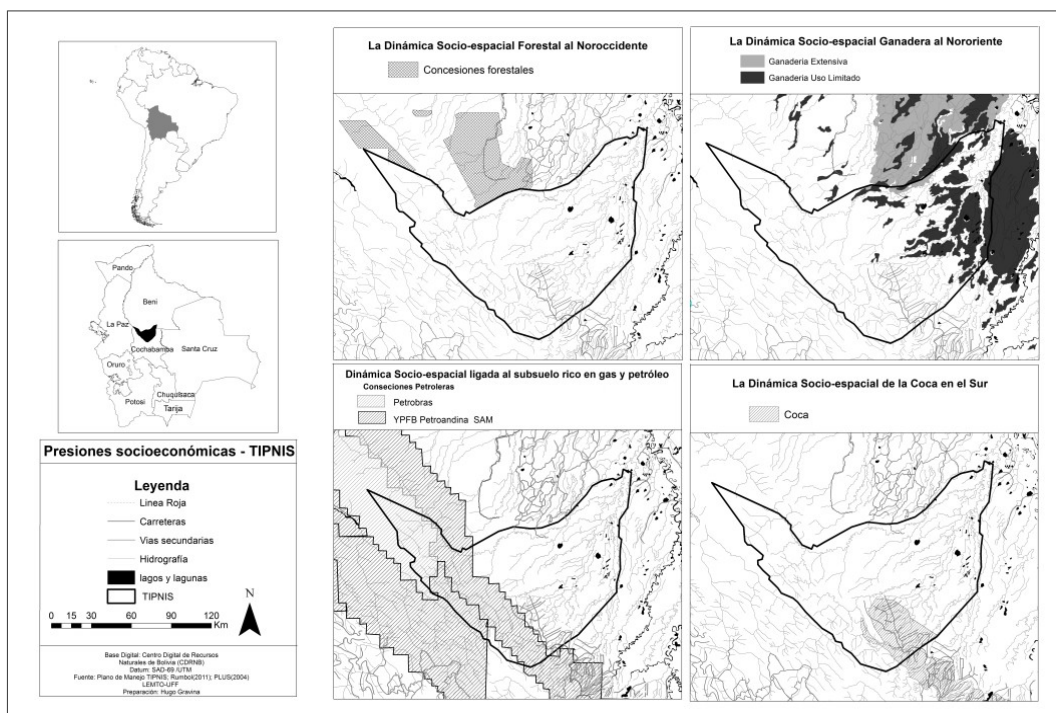 Pando
Beni
La Paz
Cochabamba
Santa Cruz
Oruro
Chuquisaca
Potosi
Tarija
Presiones socioeconómicas - TIPNIS
Leyenda
Linea Roja
Carreteras
Vias secundarias
Hidrografía
lagos y lagunas
TIPNIS
0 15 30 60 90 120
Km
N
Base Digital: Centro Digital de Recursos
Naturales de Bolivia (CDRNB)
Datum: SAD-69 /UTM
Fuente: Plano de Manejo TIPNIS; Rumbol(2011); PLUS(2004)
LEMTO-UFF
Preparación: Hugo Gravina
La Dinámica Socio-espacial Forestal al Noroccidente
Concesiones forestales
La Dinámica Socio-espacial Ganadera al Nororiente
Ganaderia Extensiva
Ganaderia Uso Limitado
Dinámica Socio-espacial ligada al subsuelo rico en gas y petróleo
Conseciones Petroleras
Petrobras
YPFB Petroandina SAM
La Dinámica Socio-espacial de la Coca en el Sur
Coca